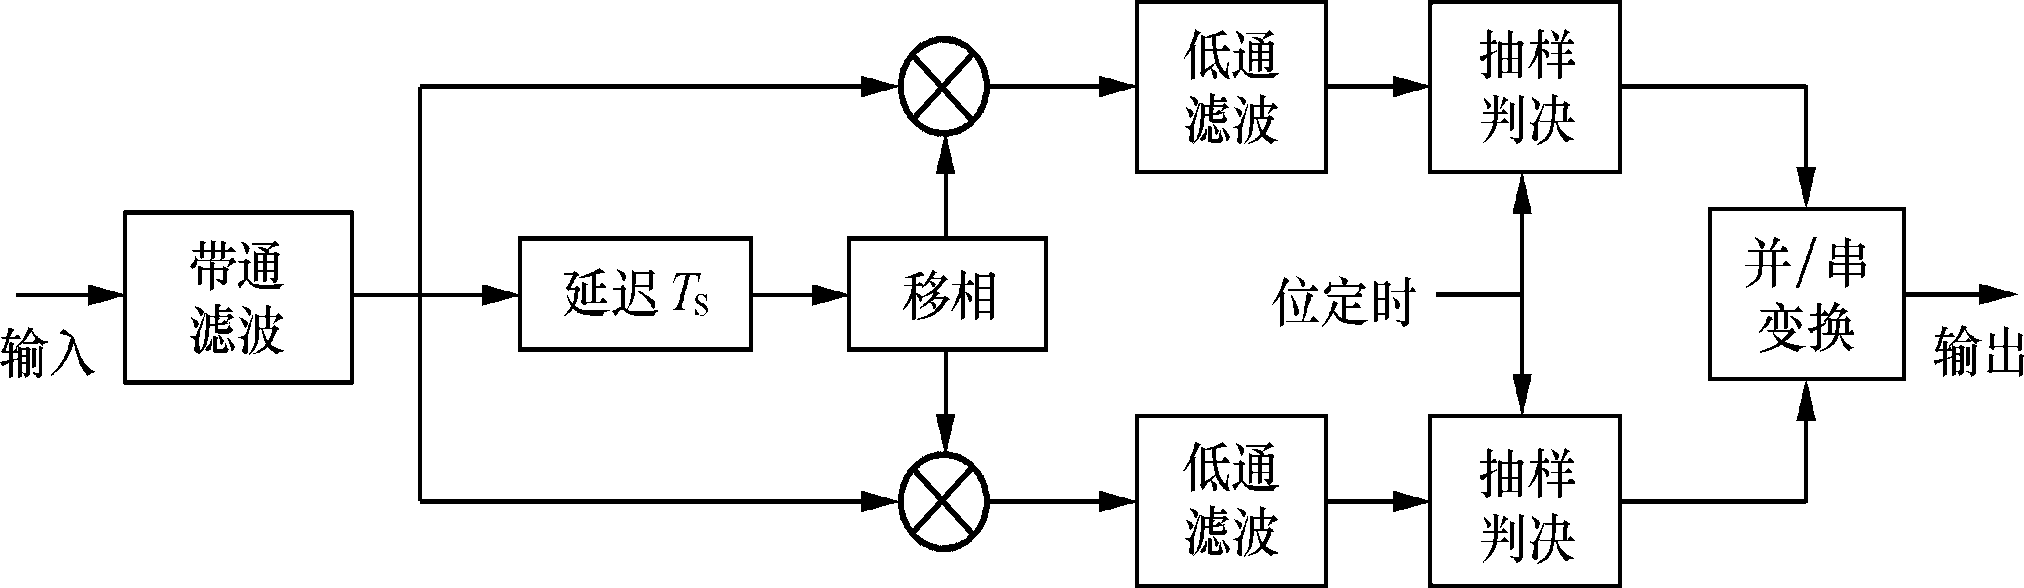 低通
滤波
抽样
判决
带通
滤波
输入
延迟 Ts
移相
位定时
并/串
变换
输出
低通
滤波
抽样
判决